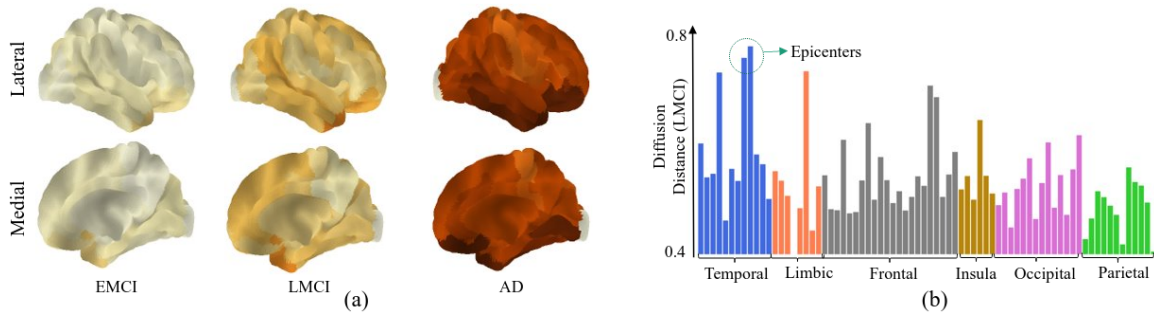 Lateral
Medial
EMCI
LMCI
AD
(a)
Diffusion
Distance (LMCI)
0.8
0.4
Epicenters
Temporal
Limbic
Frontal
Insula
Occipital
Parietal
(b)